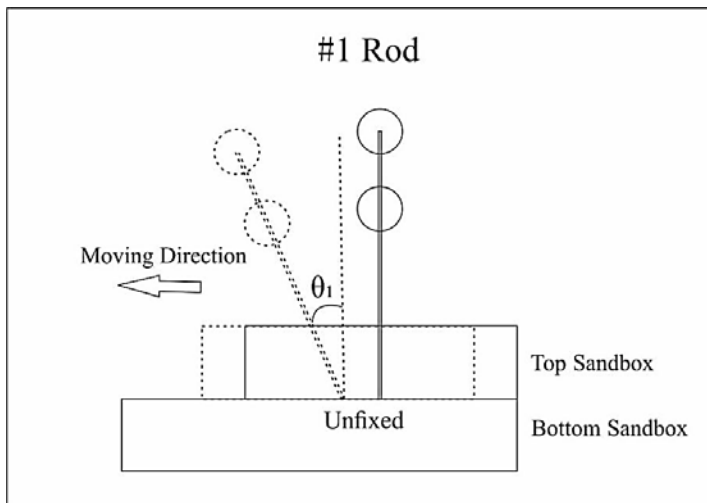 #1 Rod
Moving Direction
θ₁
Top Sandbox
Unfixed
Bottom Sandbox